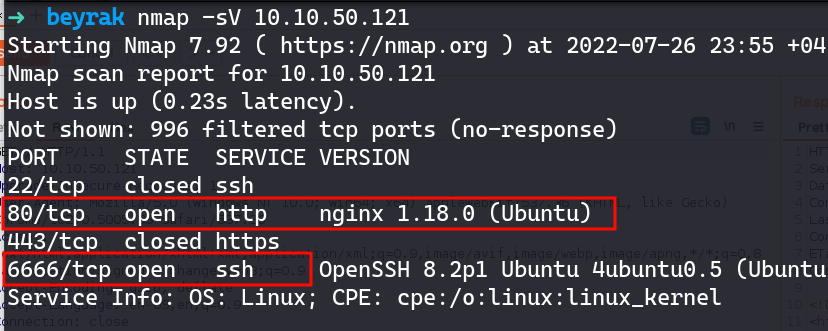 → beyrak nmap -sV 10.10.50.121
Starting Nmap 7.92 ( https://nmap.org ) at 2022-07-26 23:55 +04
Nmap scan report for 10.10.50.121
Host is up (0.23s latency).
Not shown: 996 filtered tcp ports (no-response)
PORT STATE SERVICE VERSION
22/tcp closed ssh
80/tcp open http nginx 1.18.0 (Ubuntu)
443/tcp closed https
6666/tcp open ssh OpenSSH 8.2p1 Ubuntu 4ubuntu0.5 (Ubuntu
Service Info: OS: Linux; CPE: cpe:/o:linux:linux_kernel